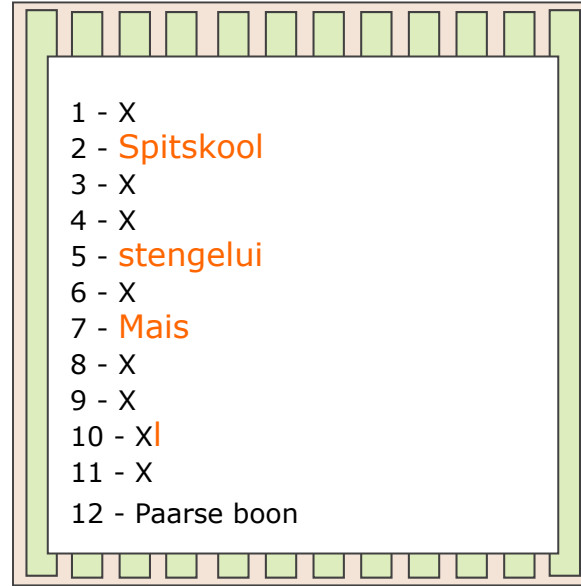 1 - X
2 - Spitskool
3 - X
4 - X
5 - stengelui
6 - X
7 - Mais
8 - X
9 - X
10 - Xl
11 - X
12 - Paarse boon